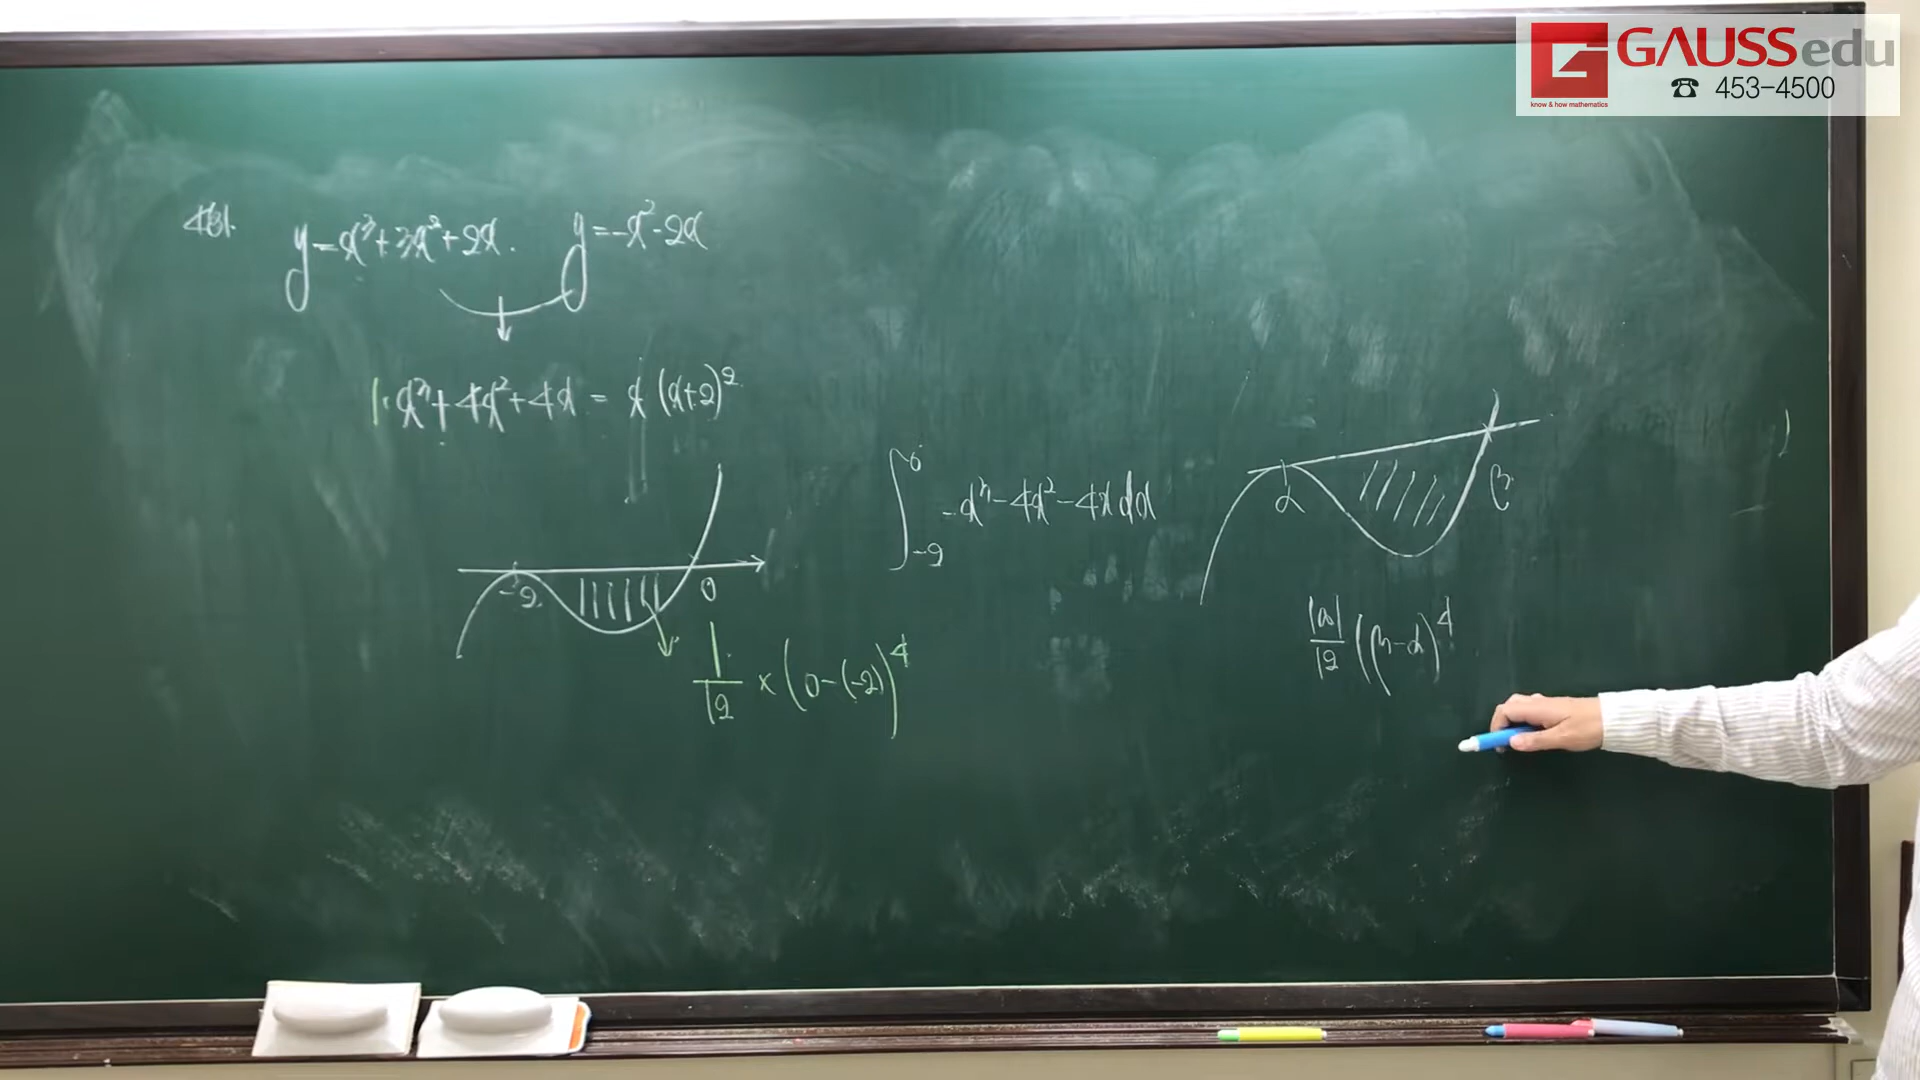 GAUSSedu
know & how mathematics
☎ 453-4500
481.
y=x³+3x²+2x. y=-x²-2x
1·x³+4x²+4x = x(x+2)²
∫₋₂⁰ -x³-4x²-4x dx
α β
-2 0
|a|/12 (β-α)⁴
1/12 × (0-(-2))⁴